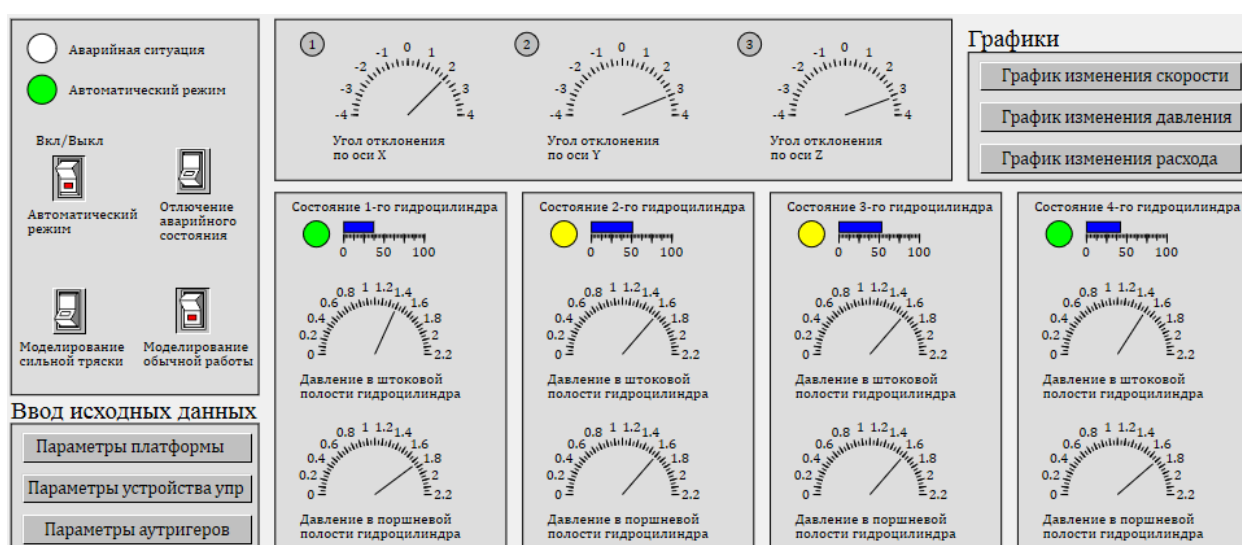 Аварийная ситуация
Автоматический режим
Вкл/Выкл
Автоматический
режим
Отлючение
аварийного
состояния
Моделирование
сильной тряски
Моделирование
обычной работы
Ввод исходных данных
Параметры платформы
Параметры устройства упр
Параметры аутригеров
1
-4 -3 -2 -1 0 1 2 3 4
Угол отклонения
по оси X
2
-4 -3 -2 -1 0 1 2 3 4
Угол отклонения
по оси Y
3
-4 -3 -2 -1 0 1 2 3 4
Угол отклонения
по оси Z
Графики
График изменения скорости
График изменения давления
График изменения расхода
Состояние 1-го гидроцилиндра
0 50 100
0 0.2 0.4 0.6 0.8 1 1.2 1.4 1.6 1.8 2 2.2
Давление в штоковой
полости гидроцилиндра
0 0.2 0.4 0.6 0.8 1 1.2 1.4 1.6 1.8 2 2.2
Давление в поршневой
полости гидроцилиндра
Состояние 2-го гидроцилиндра
0 50 100
0 0.2 0.4 0.6 0.8 1 1.2 1.4 1.6 1.8 2 2.2
Давление в штоковой
полости гидроцилиндра
0 0.2 0.4 0.6 0.8 1 1.2 1.4 1.6 1.8 2 2.2
Давление в поршневой
полости гидроцилиндра
Состояние 3-го гидроцилиндра
0 50 100
0 0.2 0.4 0.6 0.8 1 1.2 1.4 1.6 1.8 2 2.2
Давление в штоковой
полости гидроцилиндра
0 0.2 0.4 0.6 0.8 1 1.2 1.4 1.6 1.8 2 2.2
Давление в поршневой
полости гидроцилиндра
Состояние 4-го гидроцилиндра
0 50 100
0 0.2 0.4 0.6 0.8 1 1.2 1.4 1.6 1.8 2 2.2
Давление в штоковой
полости гидроцилиндра
0 0.2 0.4 0.6 0.8 1 1.2 1.4 1.6 1.8 2 2.2
Давление в поршневой
полости гидроцилиндра